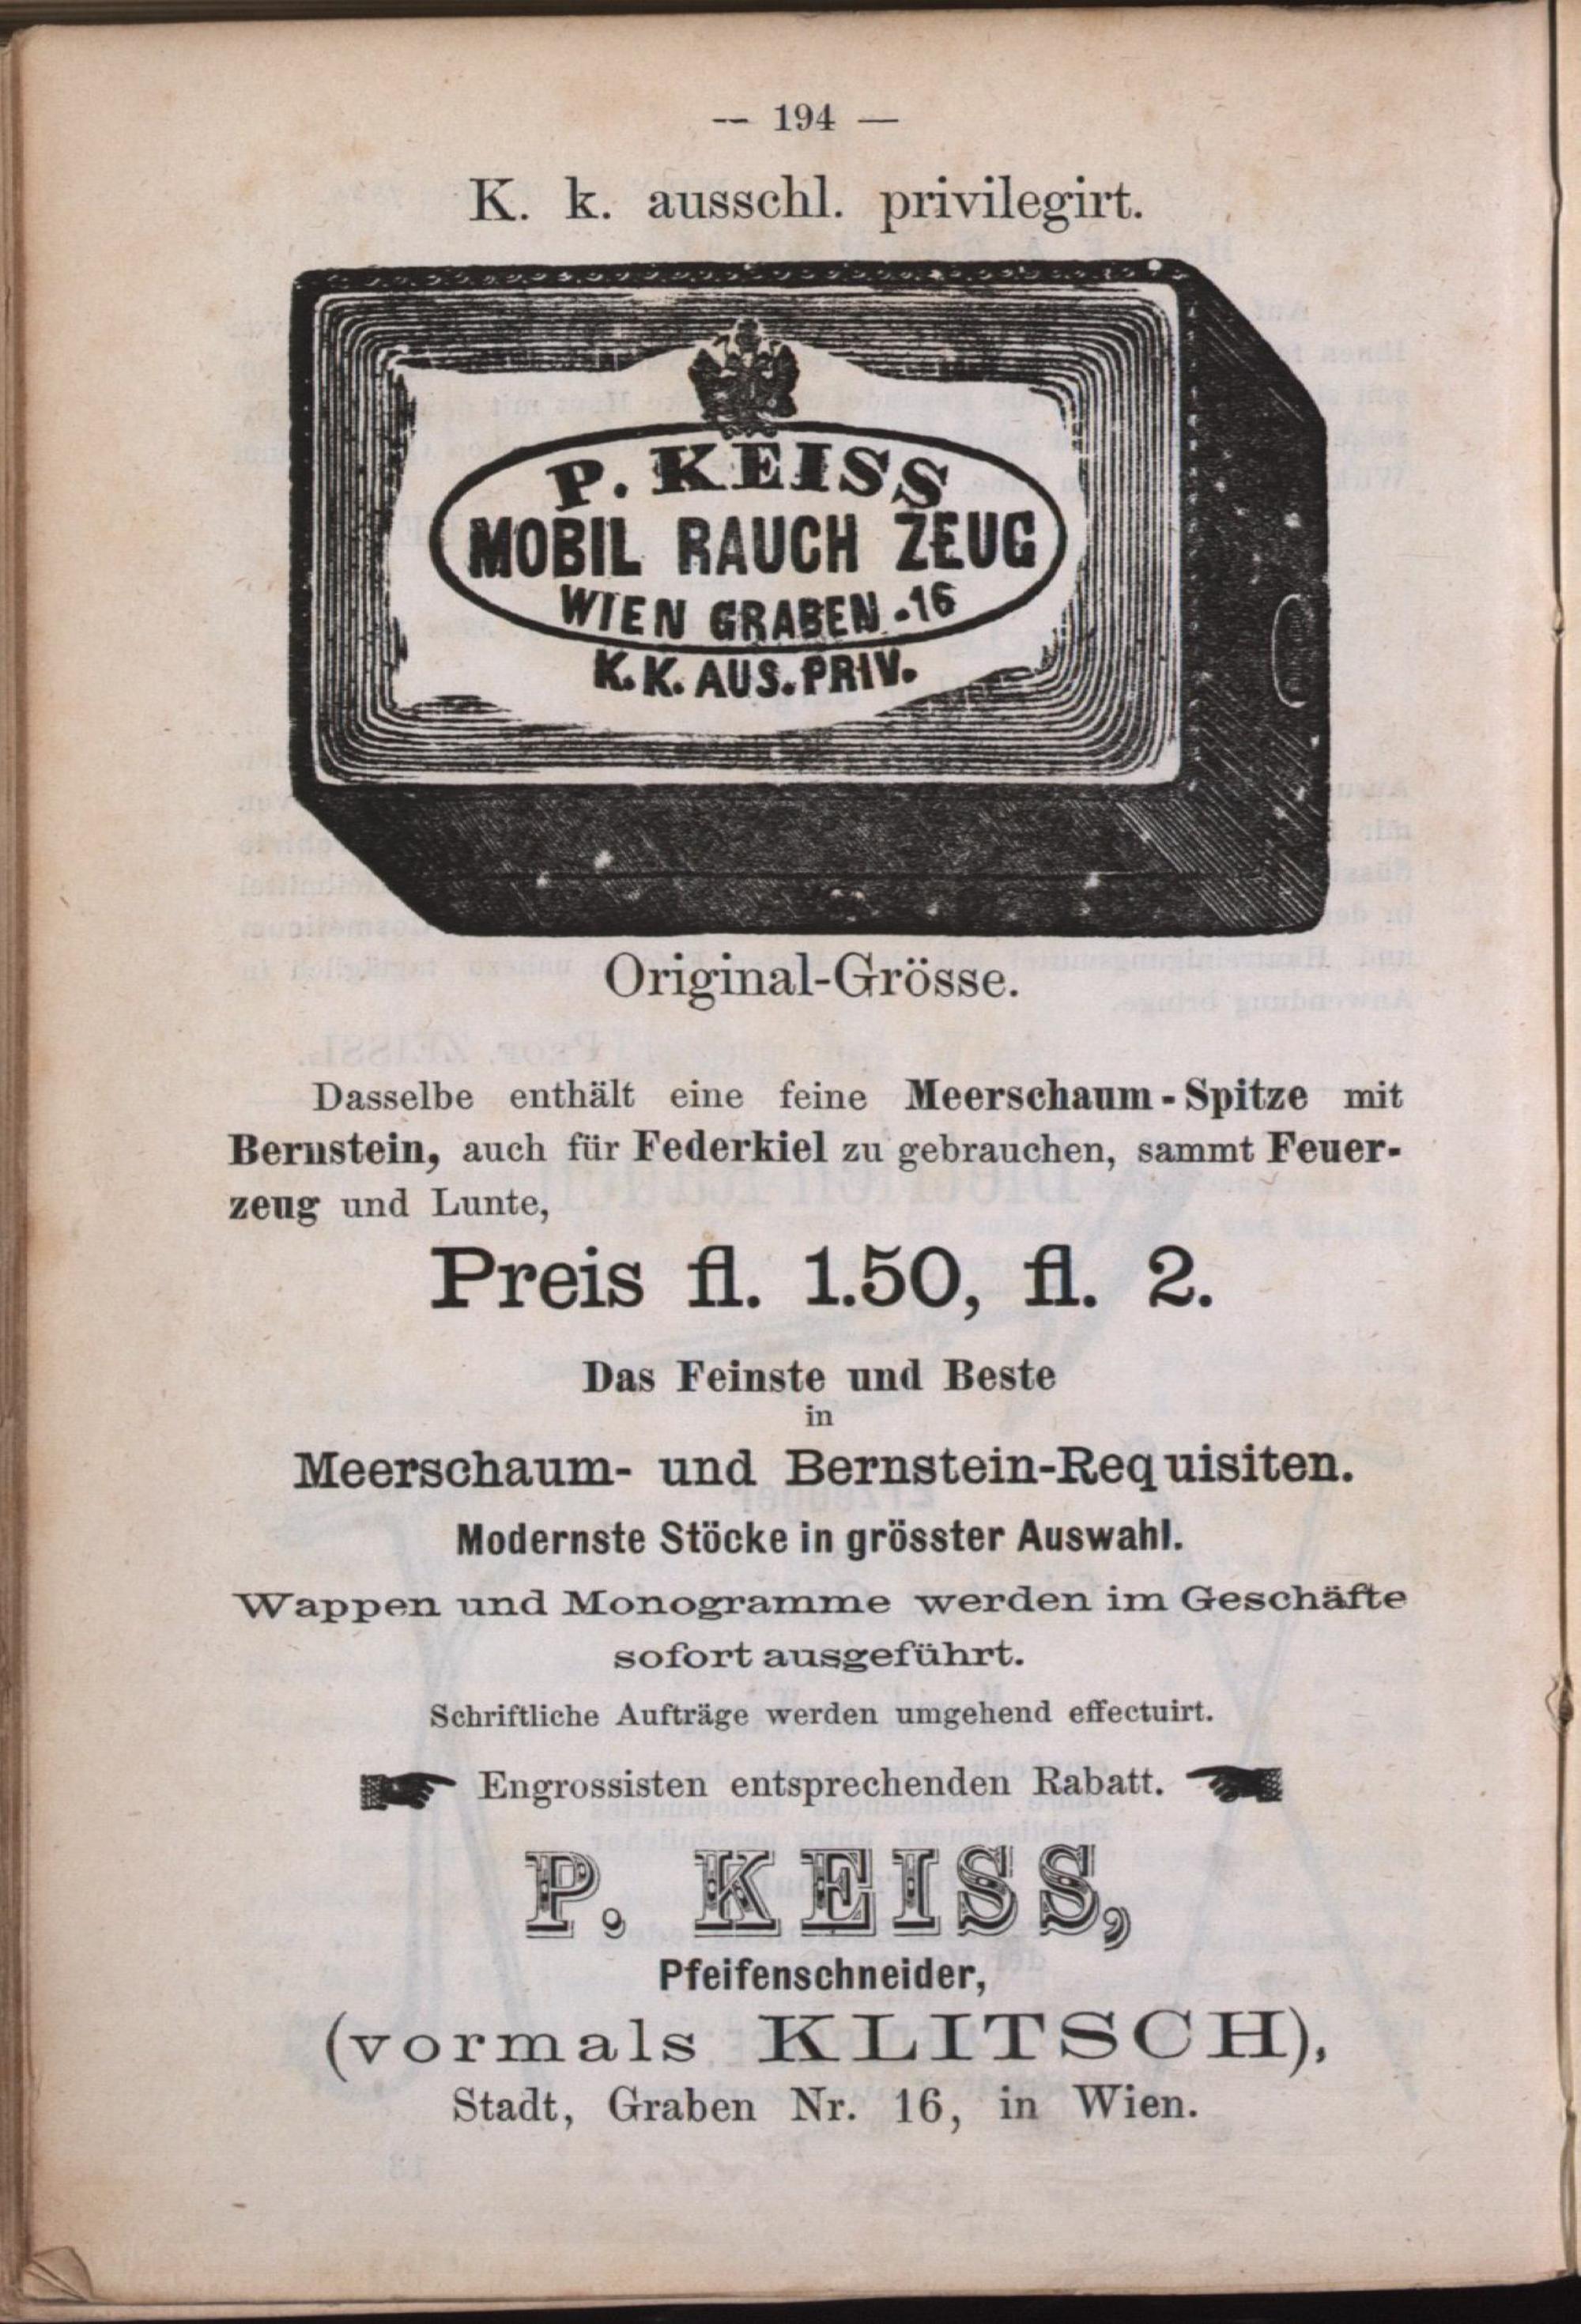 — 194 —
K. k. ausschl. privilegirt.
P. KEISS
MOBIL RAUCH ZEUG
WIEN GRABEN.-16
K.K. AUS. PRIV.
Original-Grösse.
Dasselbe enthält eine feine Meerschaum-Spitze mit
Bernstein, auch für Federkiel zu gebrauchen, sammt Feuer-
zeug und Lunte,
Preis fl. 1.50, fl. 2.
Das Feinste und Beste
in
Meerschaum- und Bernstein-Requisiten.
Modernste Stöcke in grösster Auswahl.
Wappen und Monogramme werden im Geschäfte
sofort ausgeführt.
Schriftliche Aufträge werden umgehend effectuirt.
Engrossisten entsprechenden Rabatt.
P. KEISS,
Pfeifenschneider,
(vormals KLITSCH),
Stadt, Graben Nr. 16, in Wien.